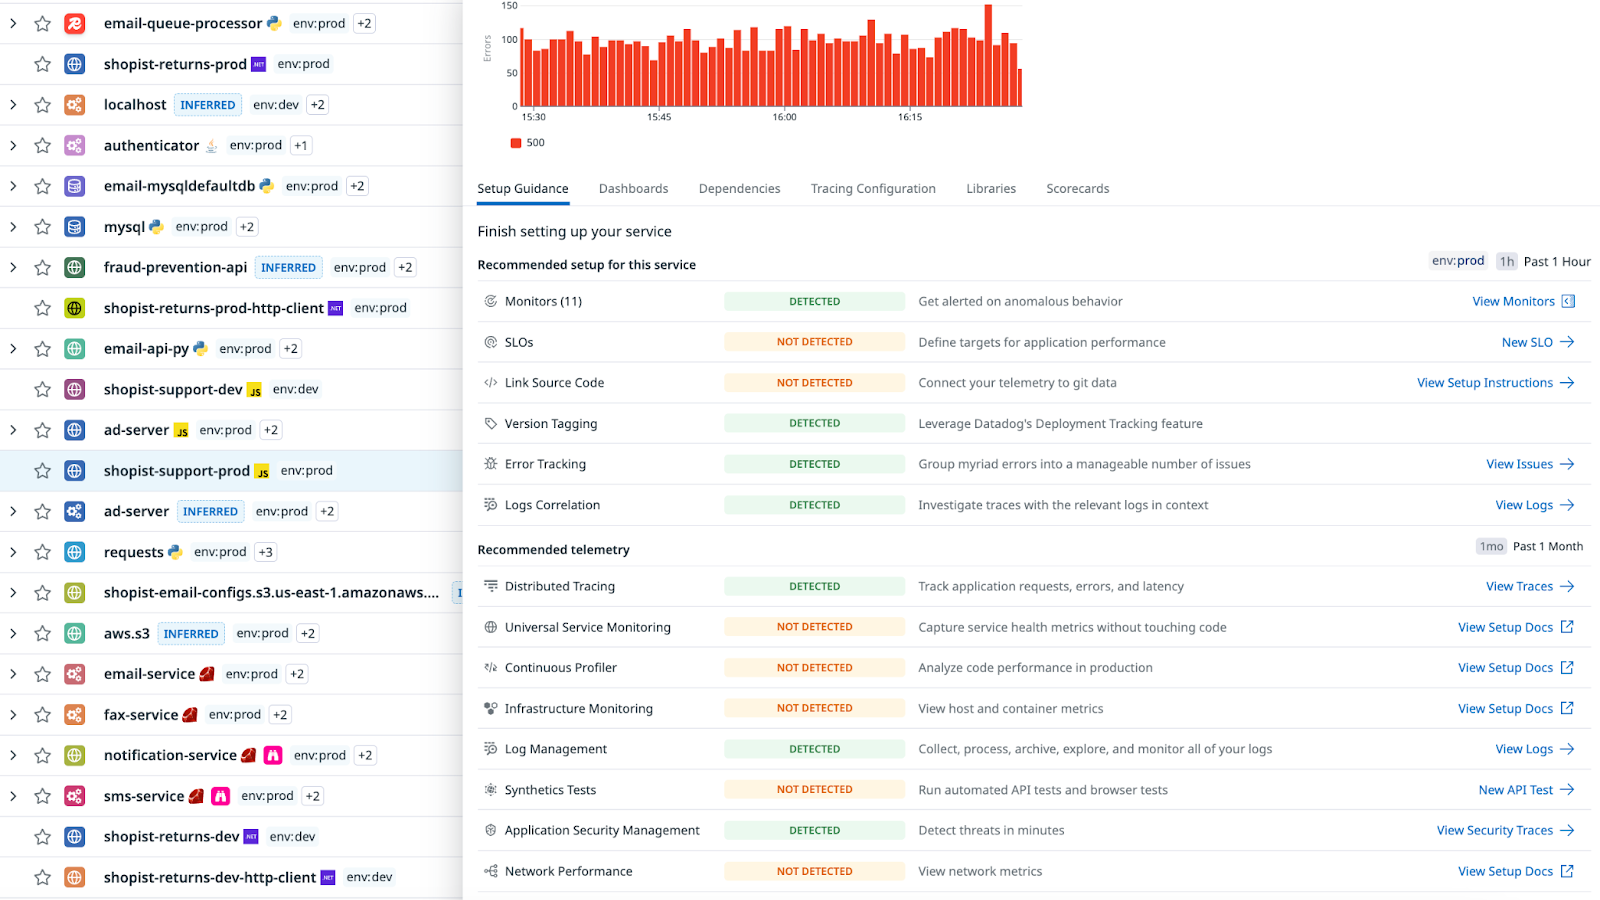 email-queue-processor env:prod +2
shopist-returns-prod .NET env:prod
localhost INFERRED env:dev +2
authenticator env:prod +1
email-mysqldefaultdb env:prod +2
mysql env:prod +2
fraud-prevention-api INFERRED env:prod +2
shopist-returns-prod-http-client .NET env:prod
email-api-py env:prod +2
shopist-support-dev JS env:dev
ad-server JS env:prod +2
shopist-support-prod JS env:prod
ad-server INFERRED env:prod +2
requests env:prod +3
shopist-email-configs.s3.us-east-1.amazonaws.... I
aws.s3 INFERRED env:prod +2
email-service env:prod +2
fax-service env:prod +2
notification-service env:prod +2
sms-service env:prod +2
shopist-returns-dev .NET env:dev
shopist-returns-dev-http-client .NET env:dev
Errors
150
100
50
0
15:30 15:45 16:00 16:15
500
Setup Guidance Dashboards Dependencies Tracing Configuration Libraries Scorecards
Finish setting up your service
Recommended setup for this service env:prod 1h Past 1 Hour
Monitors (11) DETECTED Get alerted on anomalous behavior View Monitors
SLOs NOT DETECTED Define targets for application performance New SLO →
Link Source Code NOT DETECTED Connect your telemetry to git data View Setup Instructions →
Version Tagging DETECTED Leverage Datadog's Deployment Tracking feature
Error Tracking DETECTED Group myriad errors into a manageable number of issues View Issues →
Logs Correlation DETECTED Investigate traces with the relevant logs in context View Logs →
Recommended telemetry 1mo Past 1 Month
Distributed Tracing DETECTED Track application requests, errors, and latency View Traces →
Universal Service Monitoring NOT DETECTED Capture service health metrics without touching code View Setup Docs
Continuous Profiler NOT DETECTED Analyze code performance in production View Setup Docs
Infrastructure Monitoring NOT DETECTED View host and container metrics View Setup Docs
Log Management DETECTED Collect, process, archive, explore, and monitor all of your logs View Logs →
Synthetics Tests NOT DETECTED Run automated API tests and browser tests New API Test →
Application Security Management DETECTED Detect threats in minutes View Security Traces →
Network Performance NOT DETECTED View network metrics View Setup Docs